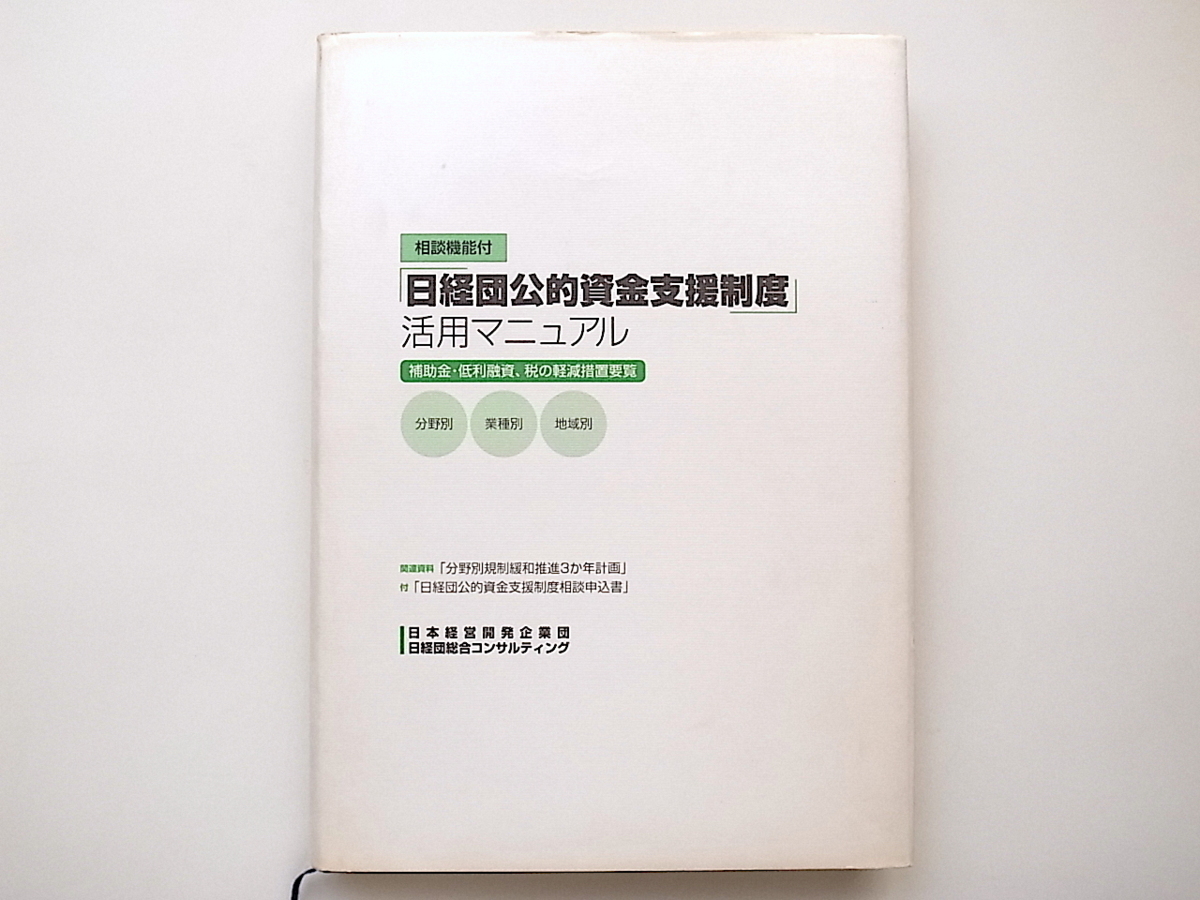 相談機能付
「日経団公的資金支援制度」
活用マニュアル
補助金・低利融資、税の軽減措置要覧
分野別 業種別 地域別
関連資料「分野別規制緩和推進3か年計画」
付「日経団公的資金支援制度相談申込書」
日本経営開発企業団
日経団総合コンサルティング